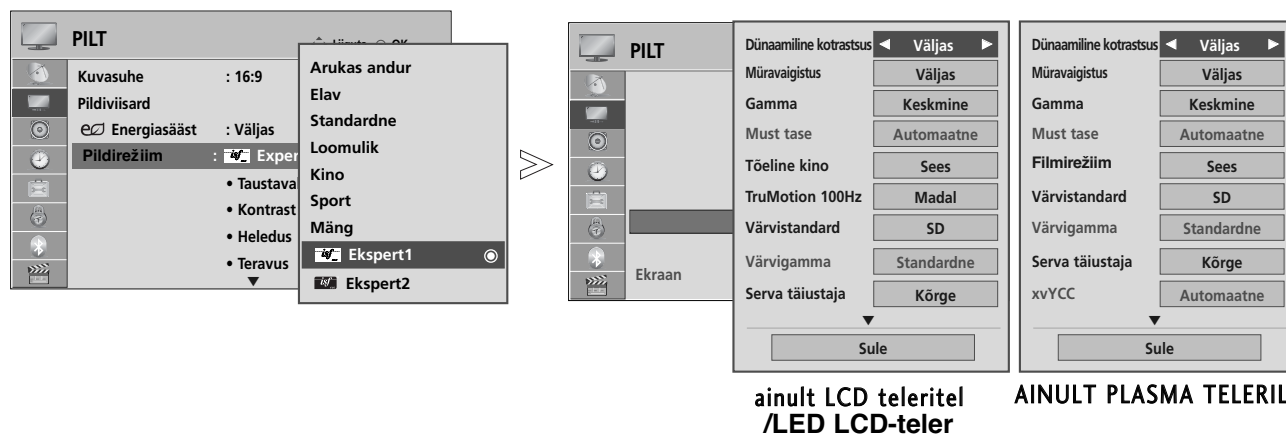 PILT
Kuvasuhe : 16:9
Pildiviisard
Energiasääst : Väljas
Pildirežiim : Exper
• Taustaval
• Kontrast
• Heledus
• Teravus
OK
Arukas andur
Elav
Standardne
Loomulik
Kino
Sport
Mäng
isf Ekspert1
isf Ekspert2
PILT
Ekraan
Dünaamiline kotrastsus Väljas
Müravaigistus Väljas
Gamma Keskmine
Must tase Automaatne
Tõeline kino Sees
TruMotion 100Hz Madal
Värvistandard SD
Värvigamma Standardne
Serva täiustaja Kõrge
Sule
ainult LCD teleritel
/LED LCD-teler
Dünaamiline kotrastsus Väljas
Müravaigistus Väljas
Gamma Keskmine
Must tase Automaatne
Filmirežiim Sees
Värvistandard SD
Värvigamma Standardne
Serva täiustaja Kõrge
xvYCC Automaatne
Sule
AINULT PLASMA TELERIL